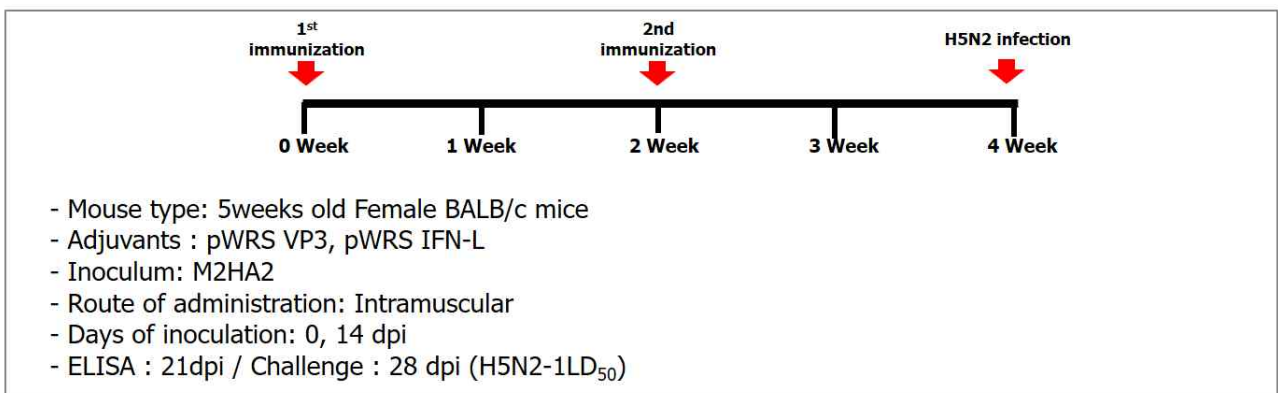 1st
immunization
2nd
immunization
H5N2 infection
0 Week
1 Week
2 Week
3 Week
4 Week
- Mouse type: 5weeks old Female BALB/c mice
- Adjuvants : pWRS VP3, pWRS IFN-L
- Inoculum: M2HA2
- Route of administration: Intramuscular
- Days of inoculation: 0, 14 dpi
- ELISA : 21dpi / Challenge : 28 dpi (H5N2-1LD50)